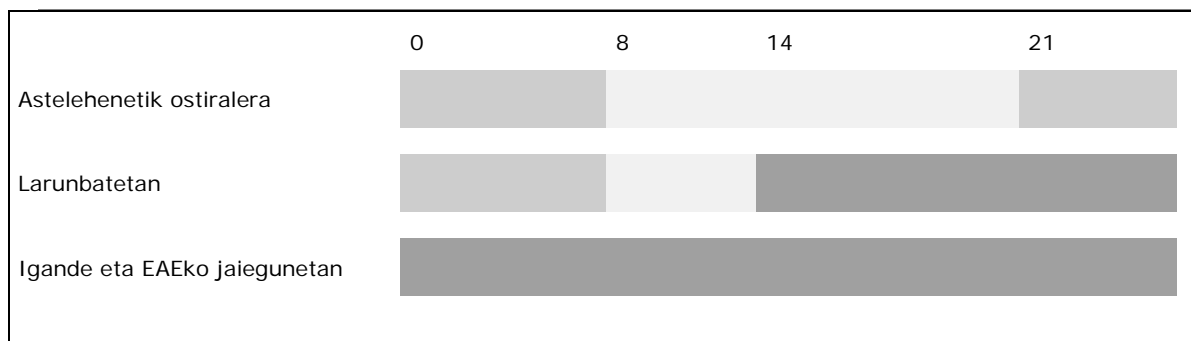 0 8 14 21
Astelehenetik ostiralera
Larunbatetan
Igande eta EAEko jaiegunetan